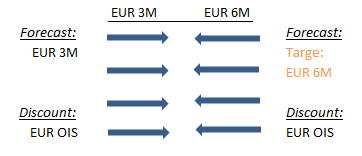 EUR 3M EUR 6M
Forecast: Forecast:
EUR 3M Targe:
EUR 6M
Discount: Discount:
EUR OIS EUR OIS